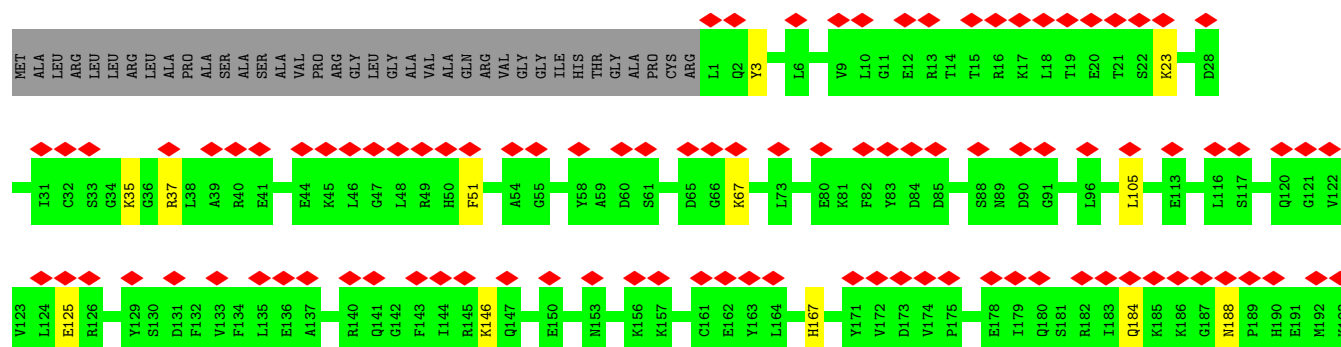 MET ALA LEU ARG LEU LEU ARG LEU ALA PRO ALA SER ALA SER ALA VAL PRO ARG GLY LEU GLY ALA VAL ALA GLN ARG VAL GLY GLY ILE HIS THR GLY ALA PRO CYS ARG L1 Q2 Y3 L6 V9 L10 G11 E12 R13 T14 T15 R16 K17 L18 T19 E20 T21 S22 K23 D28
I31 C32 S33 G34 K35 G36 R37 L38 A39 R40 E41 E44 K45 L46 G47 L48 R49 H50 F51 A54 G55 Y58 A59 D60 S61 D65 G66 K67 L73 E80 K81 F82 Y83 D84 D85 S88 N89 D90 G91 L96 L105 E113 L116 S117 Q120 G121 V122
V123 L124 E125 R126 Y129 S130 D131 F132 V133 F134 L135 E136 A137 R140 Q141 G142 F143 I144 R145 K146 Q147 E150 N153 K156 K157 C161 E162 Y163 L164 H167 Y171 V172 D173 V174 P175 E178 I179 Q180 S181 R182 I183 Q184 K185 K186 G187 N188 P189 H190 E191 M192